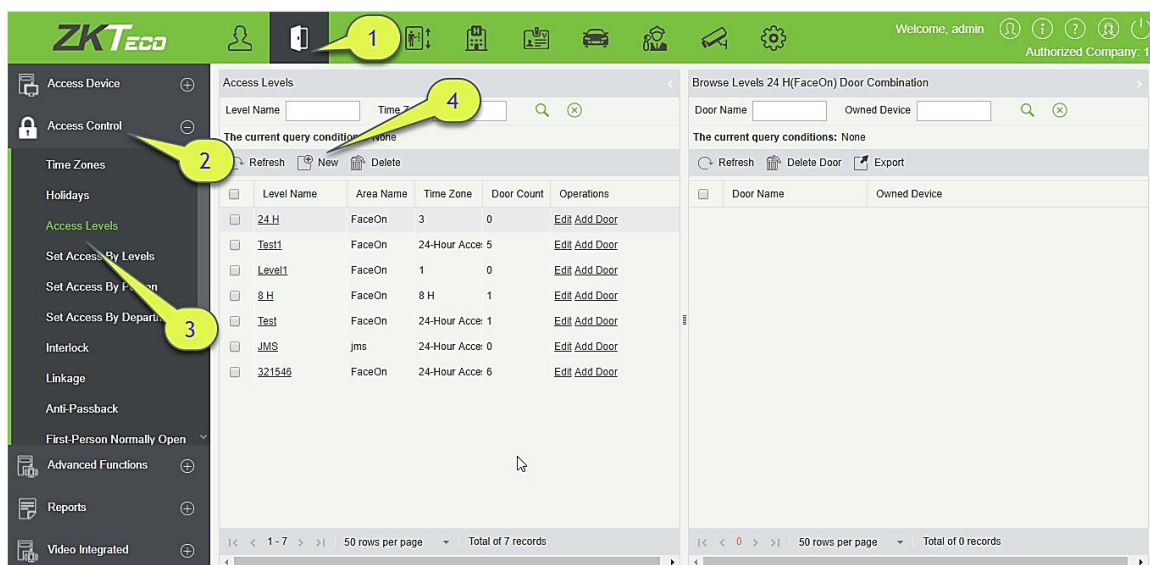 ZKTeco
1
Welcome, admin
Authorized Company: 1
Access Device
Access Control
2
Time Zones
Holidays
Access Levels
Set Access By Levels
Set Access By
Set Access By
3
Interlock
Linkage
Anti-Passback
First-Person Normally Open
Advanced Functions
Reports
Video Integrated
Access Levels
Level Name Time 4
The current query None
Refresh New Delete
Level Name Area Name Time Zone Door Count Operations
24 H FaceOn 3 0 Edit Add Door
Test1 FaceOn 24-Hour Acce 5 Edit Add Door
Level1 FaceOn 1 0 Edit Add Door
8 H FaceOn 8 H 1 Edit Add Door
Test FaceOn 24-Hour Acce 1 Edit Add Door
JMS jms 24-Hour Acce 0 Edit Add Door
321546 FaceOn 24-Hour Acce 6 Edit Add Door
1 - 7 50 rows per page Total of 7 records
Browse Levels 24 H(FaceOn) Door Combination
Door Name Owned Device
The current query conditions: None
Refresh Delete Door Export
Door Name Owned Device
0 50 rows per page Total of 0 records